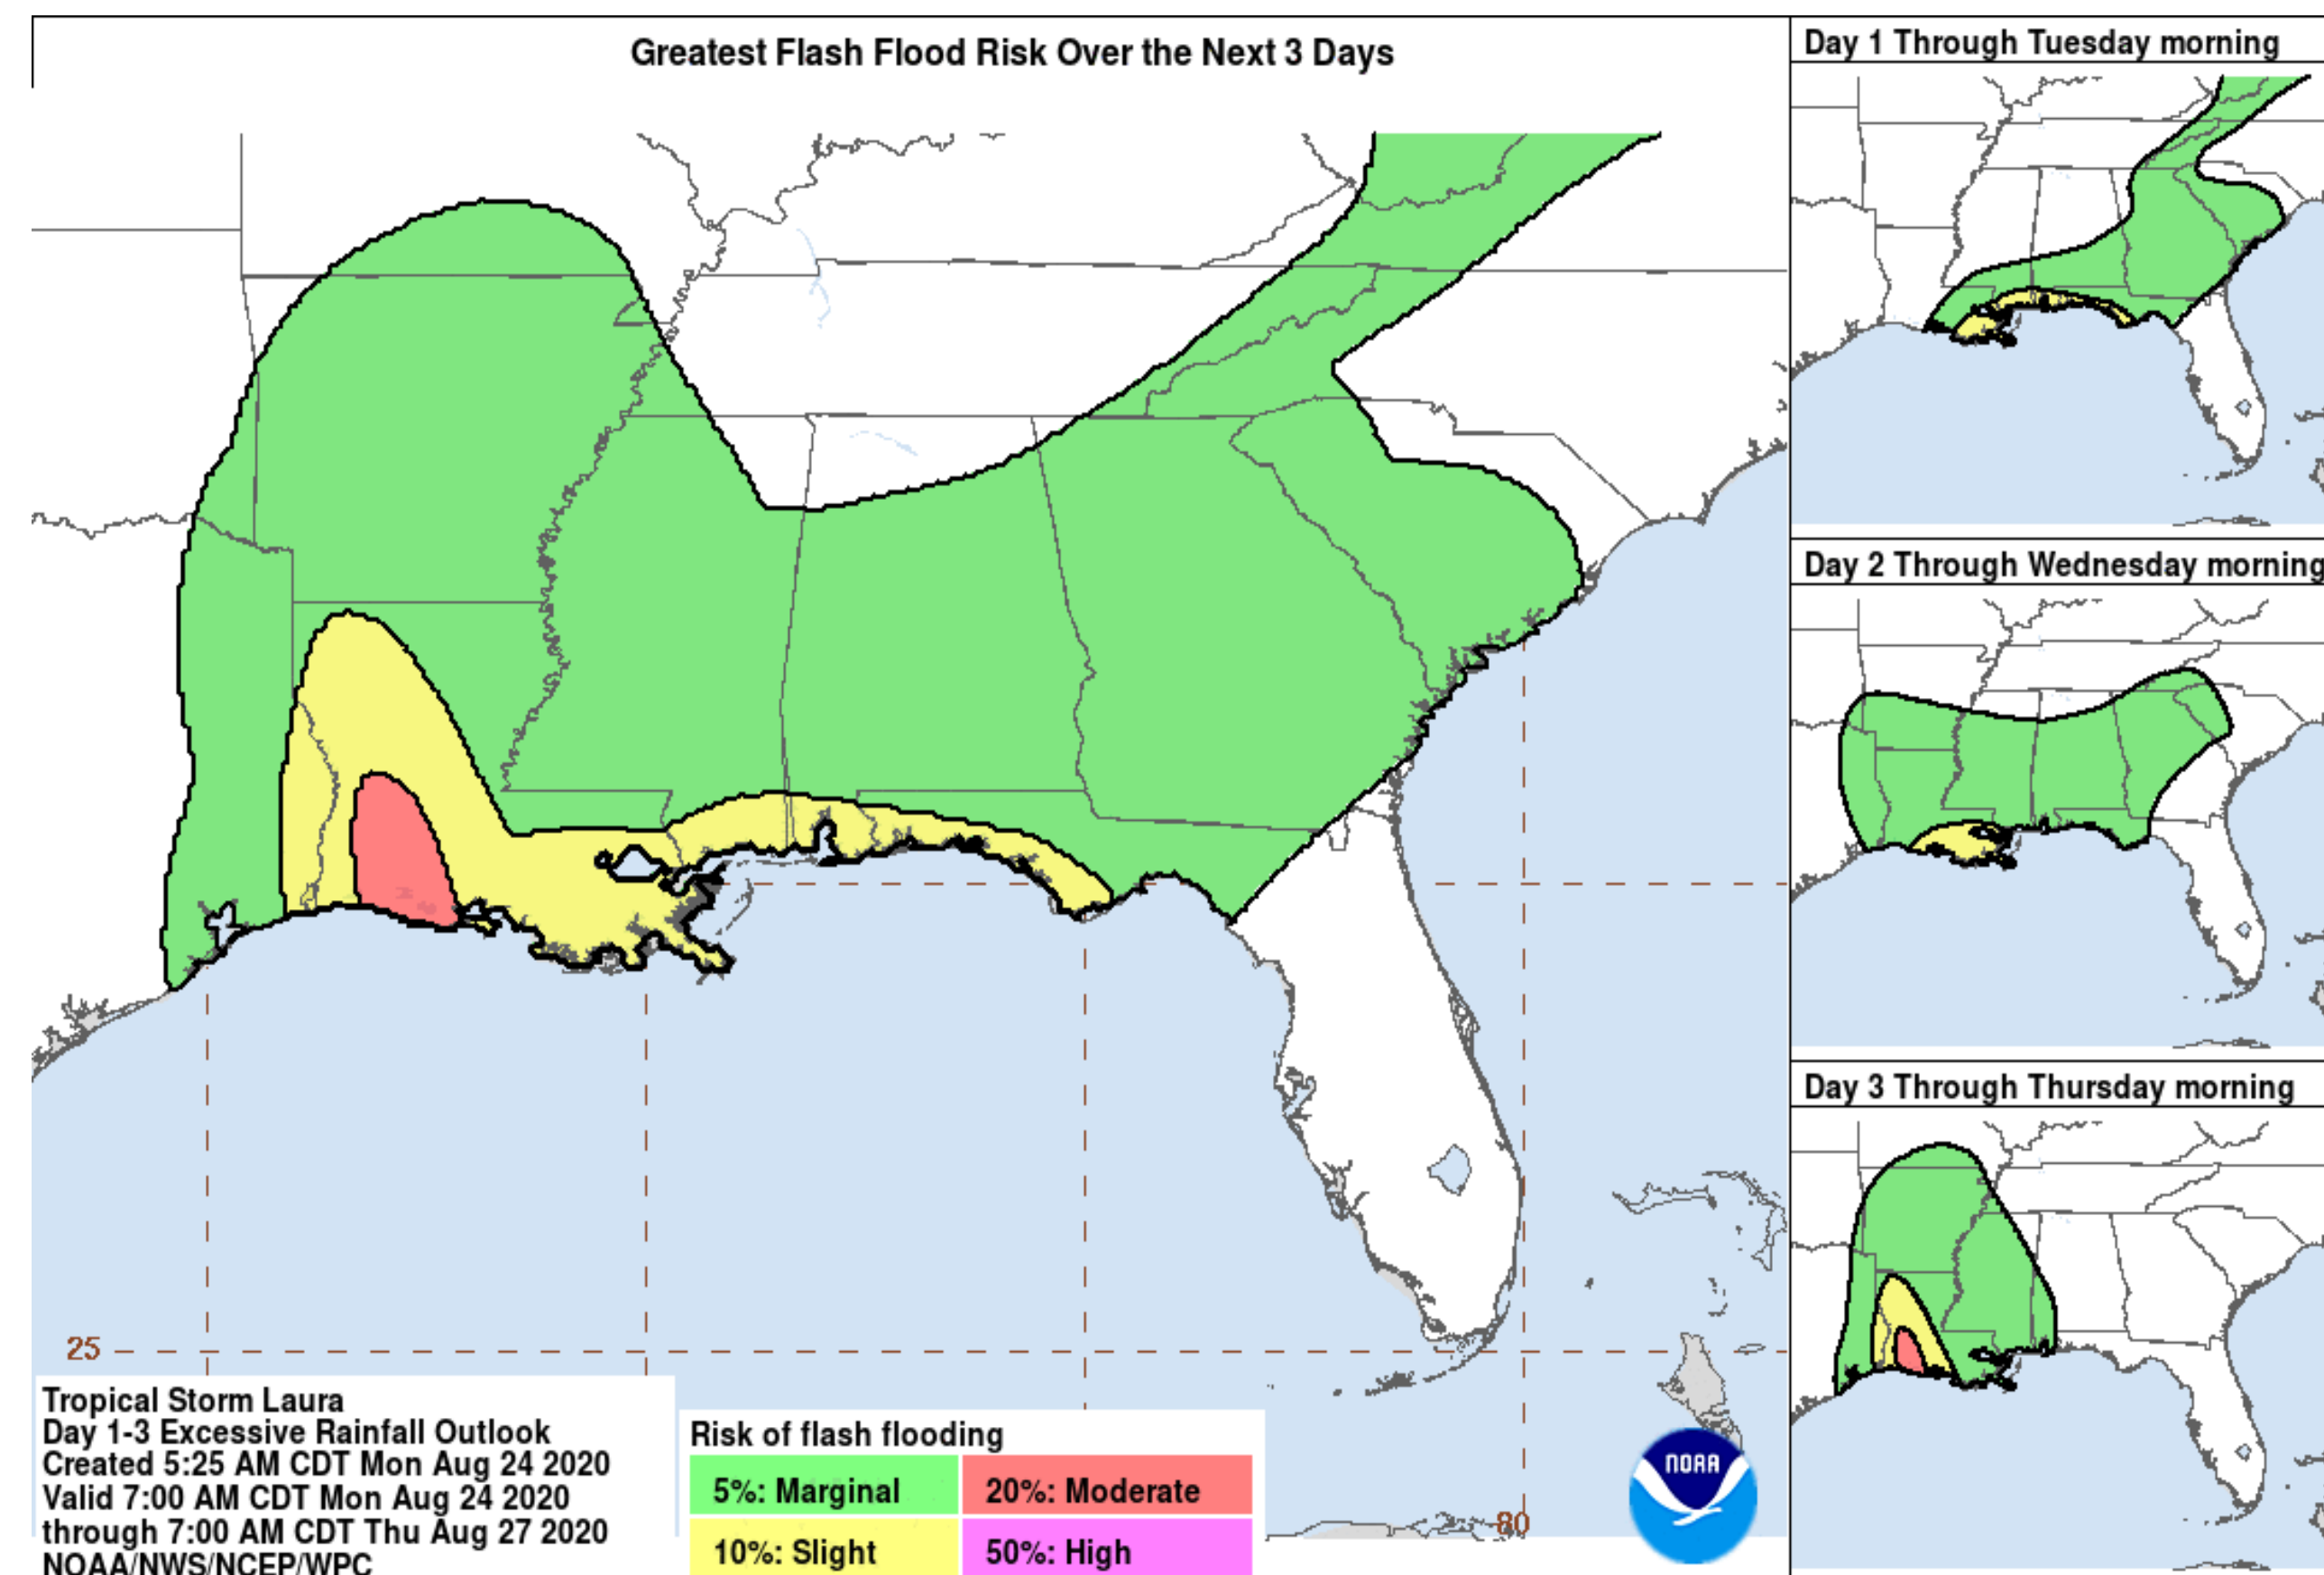 Greatest Flash Flood Risk Over the Next 3 Days
Day 1 Through Tuesday morning
Day 2 Through Wednesday morning
Day 3 Through Thursday morning
25
80
Tropical Storm Laura
Day 1-3 Excessive Rainfall Outlook
Created 5:25 AM CDT Mon Aug 24 2020
Valid 7:00 AM CDT Mon Aug 24 2020
through 7:00 AM CDT Thu Aug 27 2020
NOAA/NWS/NCEP/WPC
Risk of flash flooding
5%: Marginal
20%: Moderate
10%: Slight
50%: High
NOAA